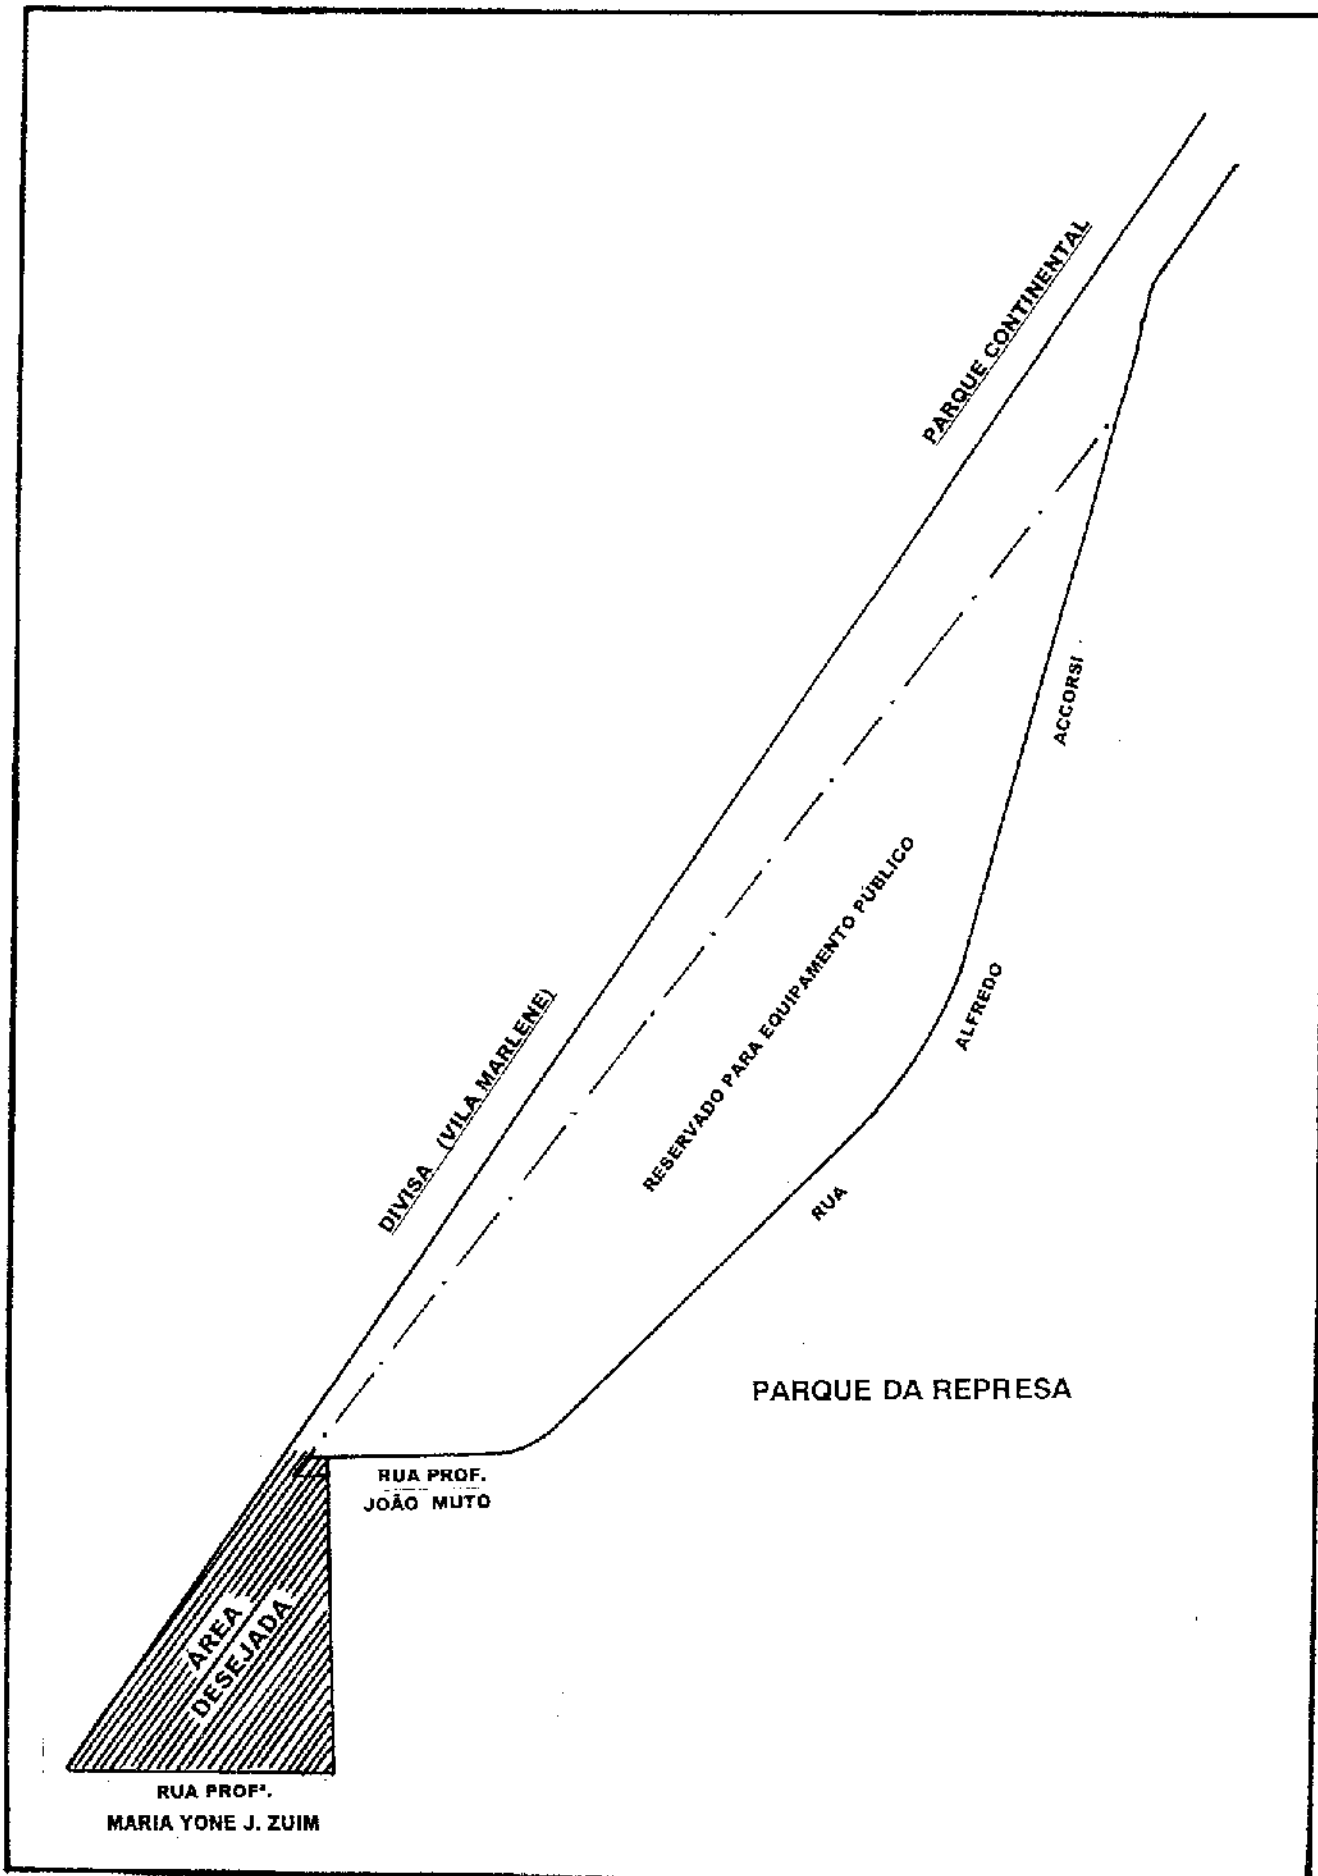 PARQUE CONTINENTAL
ACCORSI
RESERVADO PARA EQUIPAMENTO PÚBLICO
ALFREDO
DIVISA (VILA MARLENE)
RUA
PARQUE DA REPRESA
RUA PROF.
JOÃO MUTO
ÁREA
DESEJADA
RUA PROFª.
MARIA YONE J. ZUIM